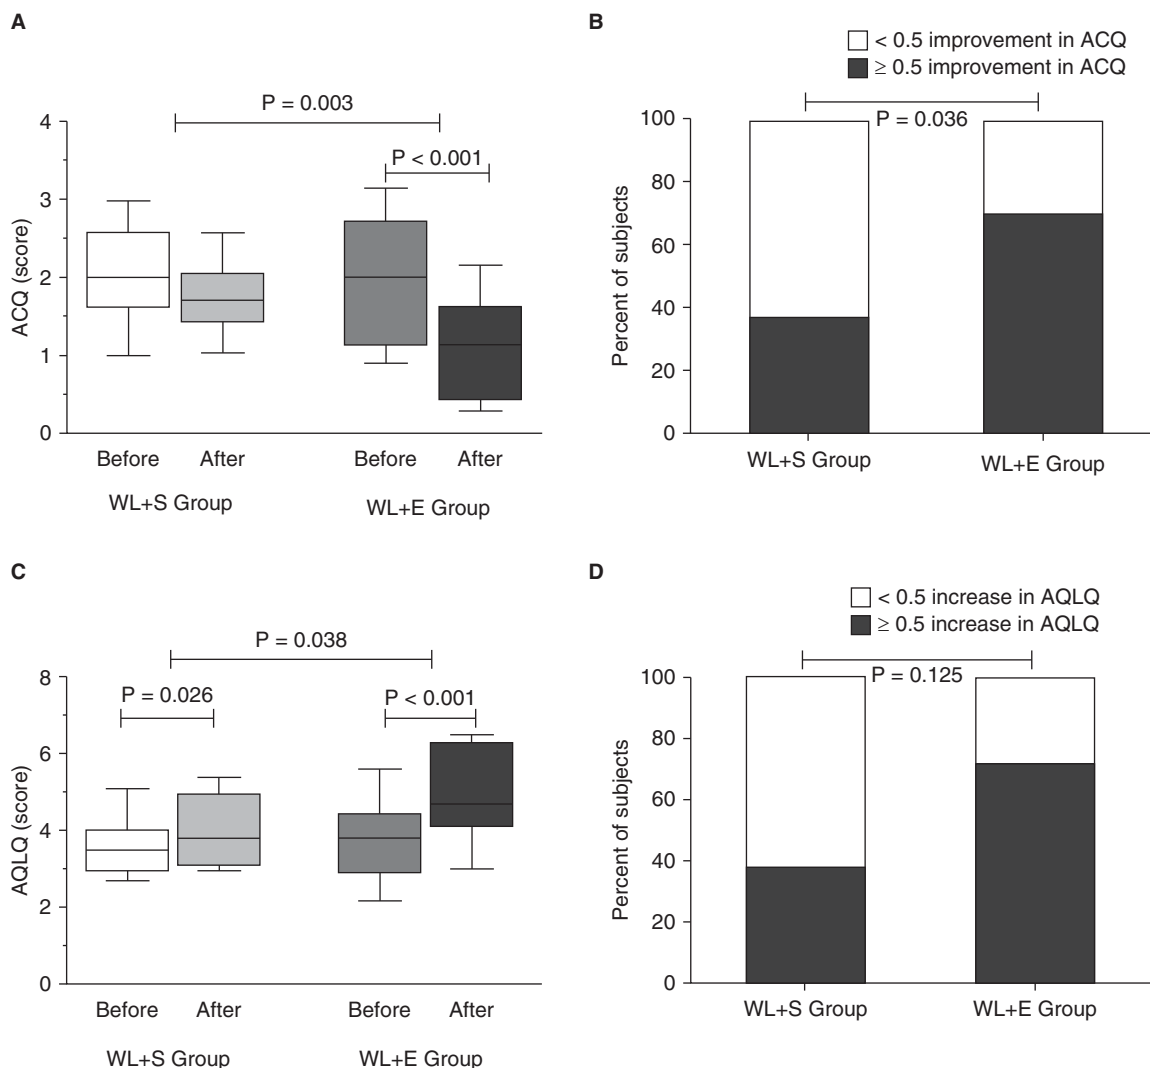 A
P = 0.003
P < 0.001
ACQ (score)
4
3
2
1
0
Before
After
Before
After
WL+S Group
WL+E Group
B
< 0.5 improvement in ACQ
≥ 0.5 improvement in ACQ
P = 0.036
Percent of subjects
100
80
60
40
20
0
WL+S Group
WL+E Group
C
P = 0.038
P = 0.026
P < 0.001
AQLQ (score)
8
6
4
2
0
Before
After
Before
After
WL+S Group
WL+E Group
D
< 0.5 increase in AQLQ
≥ 0.5 increase in AQLQ
P = 0.125
Percent of subjects
100
80
60
40
20
0
WL+S Group
WL+E Group